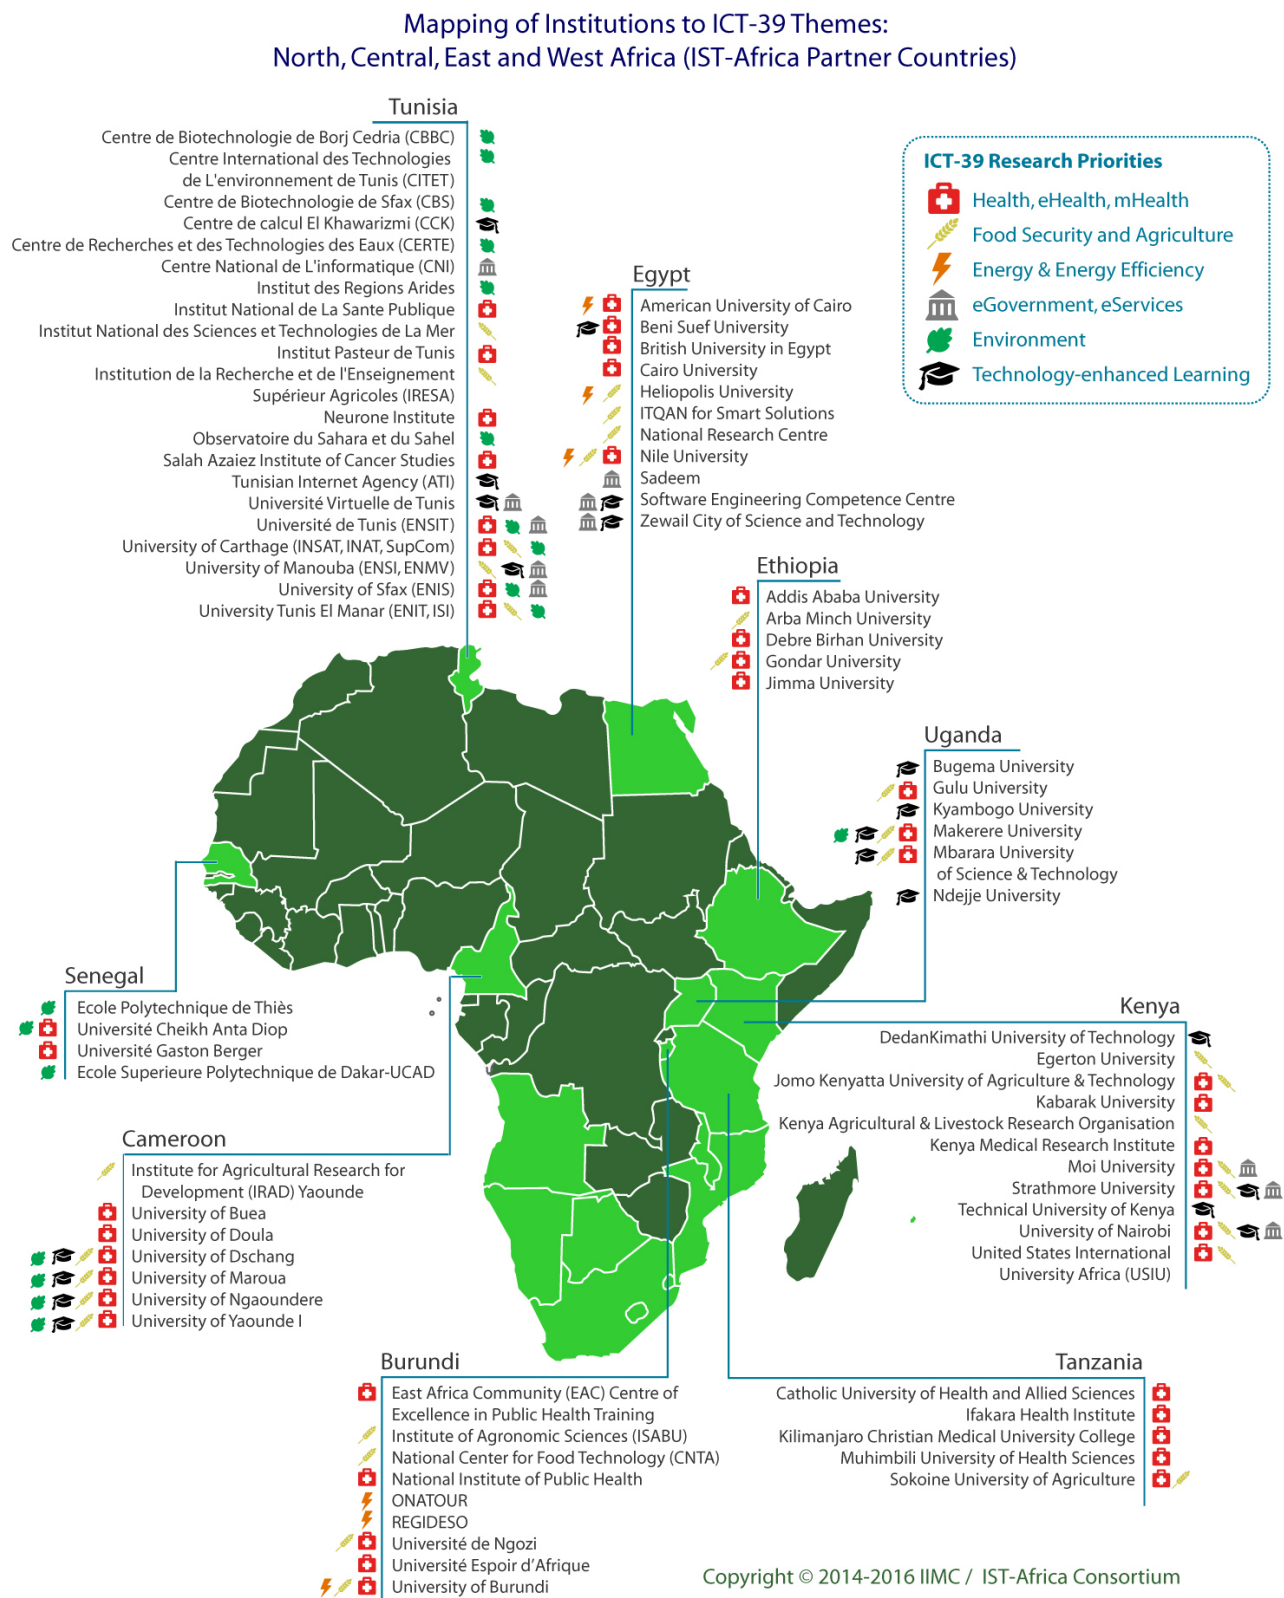 Mapping of Institutions to ICT-39 Themes:
North, Central, East and West Africa (IST-Africa Partner Countries)
Tunisia
Centre de Biotechnologie de Borj Cedria (CBBC)
Centre International des Technologies
de L'environnement de Tunis (CITET)
Centre de Biotechnologie de Sfax (CBS)
Centre de calcul El Khawarizmi (CCK)
Centre de Recherches et des Technologies des Eaux (CERTE)
Centre National de L'informatique (CNI)
Institut des Regions Arides
Institut National de La Sante Publique
Institut National des Sciences et Technologies de La Mer
Institut Pasteur de Tunis
Institution de la Recherche et de l'Enseignement
Supérieur Agricoles (IRESA)
Neurone Institute
Observatoire du Sahara et du Sahel
Salah Azaiez Institute of Cancer Studies
Tunisian Internet Agency (ATI)
Université Virtuelle de Tunis
Université de Tunis (ENSIT)
University of Carthage (INSAT, INAT, SupCom)
University of Manouba (ENSI, ENMV)
University of Sfax (ENIS)
University Tunis El Manar (ENIT, ISI)
ICT-39 Research Priorities
Health, eHealth, mHealth
Food Security and Agriculture
Energy & Energy Efficiency
eGovernment, eServices
Environment
Technology-enhanced Learning
Egypt
American University of Cairo
Beni Suef University
British University in Egypt
Cairo University
Heliopolis University
ITQAN for Smart Solutions
National Research Centre
Nile University
Sadeem
Software Engineering Competence Centre
Zewail City of Science and Technology
Ethiopia
Addis Ababa University
Arba Minch University
Debre Birhan University
Gondar University
Jimma University
Uganda
Bugema University
Gulu University
Kyambogo University
Makerere University
Mbarara University
of Science & Technology
Ndejje University
Senegal
Ecole Polytechnique de Thiès
Université Cheikh Anta Diop
Université Gaston Berger
Ecole Superieure Polytechnique de Dakar-UCAD
Kenya
DedanKimathi University of Technology
Egerton University
Jomo Kenyatta University of Agriculture & Technology
Kabarak University
Kenya Agricultural & Livestock Research Organisation
Kenya Medical Research Institute
Moi University
Strathmore University
Technical University of Kenya
University of Nairobi
United States International
University Africa (USIU)
Cameroon
Institute for Agricultural Research for
Development (IRAD) Yaounde
University of Buea
University of Doula
University of Dschang
University of Maroua
University of Ngaoundere
University of Yaounde I
Burundi
East Africa Community (EAC) Centre of
Excellence in Public Health Training
Institute of Agronomic Sciences (ISABU)
National Center for Food Technology (CNTA)
National Institute of Public Health
ONATOUR
REGIDESO
Université de Ngozi
Université Espoir d'Afrique
University of Burundi
Tanzania
Catholic University of Health and Allied Sciences
Ifakara Health Institute
Kilimanjaro Christian Medical University College
Muhimbili University of Health Sciences
Sokoine University of Agriculture
Copyright © 2014-2016 IIMC / IST-Africa Consortium